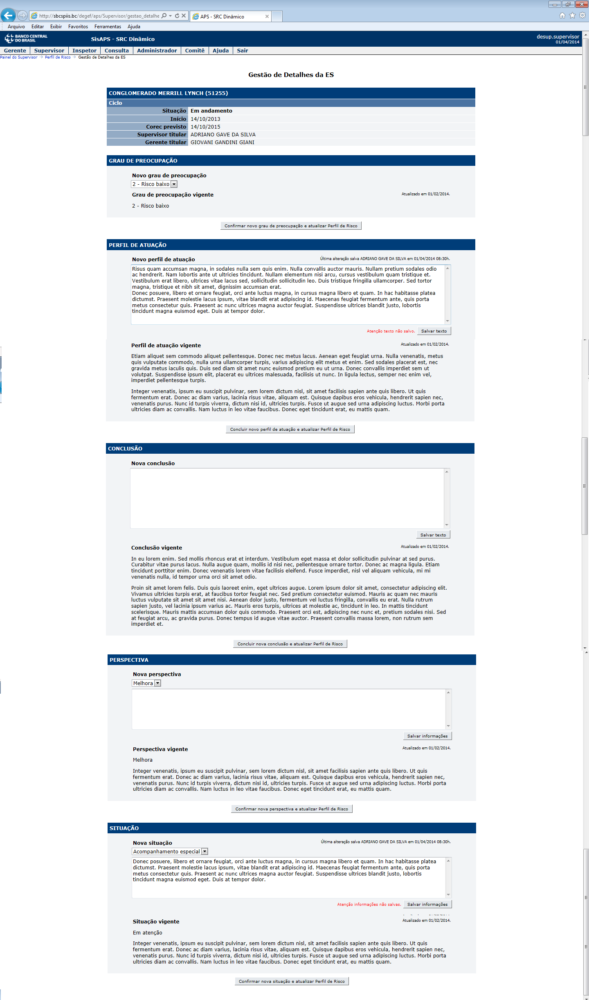 http://sbcspiis.bc/degef/aps/Supervisor/gestao_detalhe
APS - SRC Dinâmico
Arquivo Editar Exibir Favoritos Ferramentas Ajuda
BANCO CENTRAL
DO BRASIL
SisAPS - SRC Dinâmico
desup.supervisor
01/04/2014
Gerente Supervisor Inspetor Consulta Administrador Comitê Ajuda Sair
Painel do Supervisor Perfil de Risco Gestão de Detalhes da ES
Gestão de Detalhes da ES
CONGLOMERADO MERRILL LYNCH (51255)
Ciclo
Situação Em andamento
Início 14/10/2013
Corec previsto 14/10/2015
Supervisor titular ADRIANO GAVE DA SILVA
Gerente titular GIOVANI GANDINI GIANI
GRAU DE PREOCUPAÇÃO
Novo grau de preocupação
2 - Risco baixo
Grau de preocupação vigente Atualizado em 01/02/2014.
2 - Risco baixo
Confirmar novo grau de preocupação e atualizar Perfil de Risco
PERFIL DE ATUAÇÃO
Novo perfil de atuação Última alteração salva ADRIANO GAVE DA SILVA em 01/04/2014 08:30h.
Risus quam accumsan magna, in sodales nulla sem quis enim. Nulla convallis auctor mauris. Nullam pretium sodales odio
ac hendrerit. Nam lobortis ante ut ultricies tincidunt. Nullam elementum nisi arcu, cursus vestibulum quam tristique et.
Vestibulum erat libero, ultrices vitae lacus sed, sollicitudin sollicitudin leo. Duis tristique fringilla ullamcorper. Sed tortor
magna, tristique et nibh sit amet, dignissim accumsan erat.
Donec posuere, libero et ornare feugiat, orci ante luctus magna, in cursus magna libero et quam. In hac habitasse platea
dictumst. Praesent molestie lacus ipsum, vitae blandit erat adipiscing id. Maecenas feugiat fermentum ante, quis porta
metus consectetur quis. Praesent ac nunc ultrices magna auctor feugiat. Suspendisse ultrices blandit justo, lobortis
tincidunt magna euismod eget. Duis at tempor dolor.
Atenção texto não salvo. Salvar texto
Perfil de atuação vigente Atualizado em 01/02/2014.
Etiam aliquet sem commodo aliquet pellentesque. Donec nec metus lacus. Aenean eget feugiat urna. Nulla venenatis, metus
quis vulputate commodo, nulla urna ullamcorper turpis, varius adipiscing elit metus et enim. Sed sodales placerat est, nec
gravida metus iaculis quis. Duis sed diam sit amet nunc euismod pretium eu ut urna. Donec convallis imperdiet sem ut
volutpat. Suspendisse ipsum elit, placerat eu ultrices malesuada, facilisis ut nunc. In ligula lectus, semper nec enim vel,
imperdiet pellentesque turpis.
Integer venenatis, ipsum eu suscipit pulvinar, sem lorem dictum nisl, sit amet facilisis sapien ante quis libero. Ut quis
fermentum erat. Donec ac diam varius, lacinia risus vitae, aliquam est. Quisque dapibus eros vehicula, hendrerit sapien nec,
venenatis purus. Nunc id turpis viverra, dictum nisi id, ultricies turpis. Fusce ut augue sed urna adipiscing luctus. Morbi porta
ultricies diam ac convallis. Nam luctus in leo vitae faucibus. Donec eget tincidunt erat, eu mattis quam.
Concluir novo perfil de atuação e atualizar Perfil de Risco
CONCLUSÃO
Nova conclusão
Salvar texto
Conclusão vigente Atualizado em 01/02/2014.
In eu lorem enim. Sed mollis rhoncus erat et interdum. Vestibulum eget massa et dolor sollicitudin pulvinar at sed purus.
Curabitur vitae purus lacus. Nulla augue quam, mollis id nisi nec, pellentesque ornare tortor. Donec ac magna ligula. Etiam
tincidunt porttitor enim. Donec venenatis lorem vitae facilisis eleifend. Fusce imperdiet, nisl vel aliquam vehicula, mi mi
venenatis nulla, id tempor urna orci sit amet odio.
Proin sit amet lorem felis. Duis quis laoreet enim, eget ultrices augue. Lorem ipsum dolor sit amet, consectetur adipiscing elit.
Vivamus ultricies turpis erat, at faucibus tortor feugiat nec. Sed pretium consectetur euismod. Mauris ac quam nec mauris
luctus vulputate sit amet sit amet nisi. Aenean dolor justo, fermentum vel luctus fringilla, convallis eu erat. Nulla rutrum
sapien justo, vel lacinia ipsum varius ac. Mauris eros turpis, ultrices at molestie ac, tincidunt in leo. In mattis tincidunt
scelerisque. Mauris mattis accumsan dolor quis commodo. Praesent orci est, adipiscing nec nunc et, pretium sodales nisi. Sed
at feugiat arcu, ac gravida purus. Donec tempus id augue vitae auctor. Praesent convallis massa lorem, non rutrum sem
imperdiet et.
Concluir nova conclusão e atualizar Perfil de Risco
PERSPECTIVA
Nova perspectiva
Melhora
Salvar informações
Perspectiva vigente Atualizado em 01/02/2014.
Melhora
Integer venenatis, ipsum eu suscipit pulvinar, sem lorem dictum nisl, sit amet facilisis sapien ante quis libero. Ut quis
fermentum erat. Donec ac diam varius, lacinia risus vitae, aliquam est. Quisque dapibus eros vehicula, hendrerit sapien nec,
venenatis purus. Nunc id turpis viverra, dictum nisi id, ultricies turpis. Fusce ut augue sed urna adipiscing luctus. Morbi porta
ultricies diam ac convallis. Nam luctus in leo vitae faucibus. Donec eget tincidunt erat, eu mattis quam.
Confirmar nova perspectiva e atualizar Perfil de Risco
SITUAÇÃO
Nova situação Última alteração salva ADRIANO GAVE DA SILVA em 01/04/2014 08:30h.
Acompanhamento especial
Donec posuere, libero et ornare feugiat, orci ante luctus magna, in cursus magna libero et quam. In hac habitasse platea
dictumst. Praesent molestie lacus ipsum, vitae blandit erat adipiscing id. Maecenas feugiat fermentum ante, quis porta
metus consectetur quis. Praesent ac nunc ultrices magna auctor feugiat. Suspendisse ultrices blandit justo, lobortis
tincidunt magna euismod eget. Duis at tempor dolor.
Atenção informações não salvas. Salvar informações
Situação vigente Atualizado em 01/02/2014.
Em atenção
Integer venenatis, ipsum eu suscipit pulvinar, sem lorem dictum nisl, sit amet facilisis sapien ante quis libero. Ut quis
fermentum erat. Donec ac diam varius, lacinia risus vitae, aliquam est. Quisque dapibus eros vehicula, hendrerit sapien nec,
venenatis purus. Nunc id turpis viverra, dictum nisi id, ultricies turpis. Fusce ut augue sed urna adipiscing luctus. Morbi porta
ultricies diam ac convallis. Nam luctus in leo vitae faucibus. Donec eget tincidunt erat, eu mattis quam.
Confirmar nova situação e atualizar Perfil de Risco